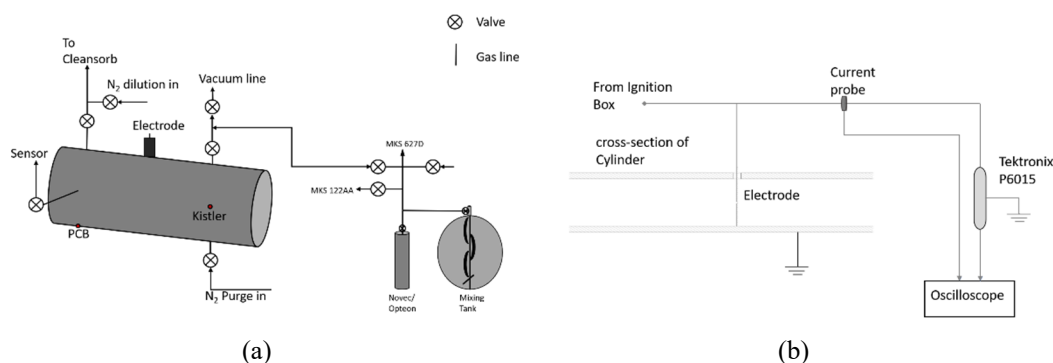 Valve
Gas line
To
Cleansorb
N2 dilution in
Vacuum line
Electrode
Sensor
MKS 627D
MKS 122AA
Kistler
PCB
N2 Purge in
Novec/
Opteon
Mixing
Tank
(a)
Current
probe
From Ignition
Box
cross-section of
Cylinder
Tektronix
P6015
Electrode
Oscilloscope
(b)